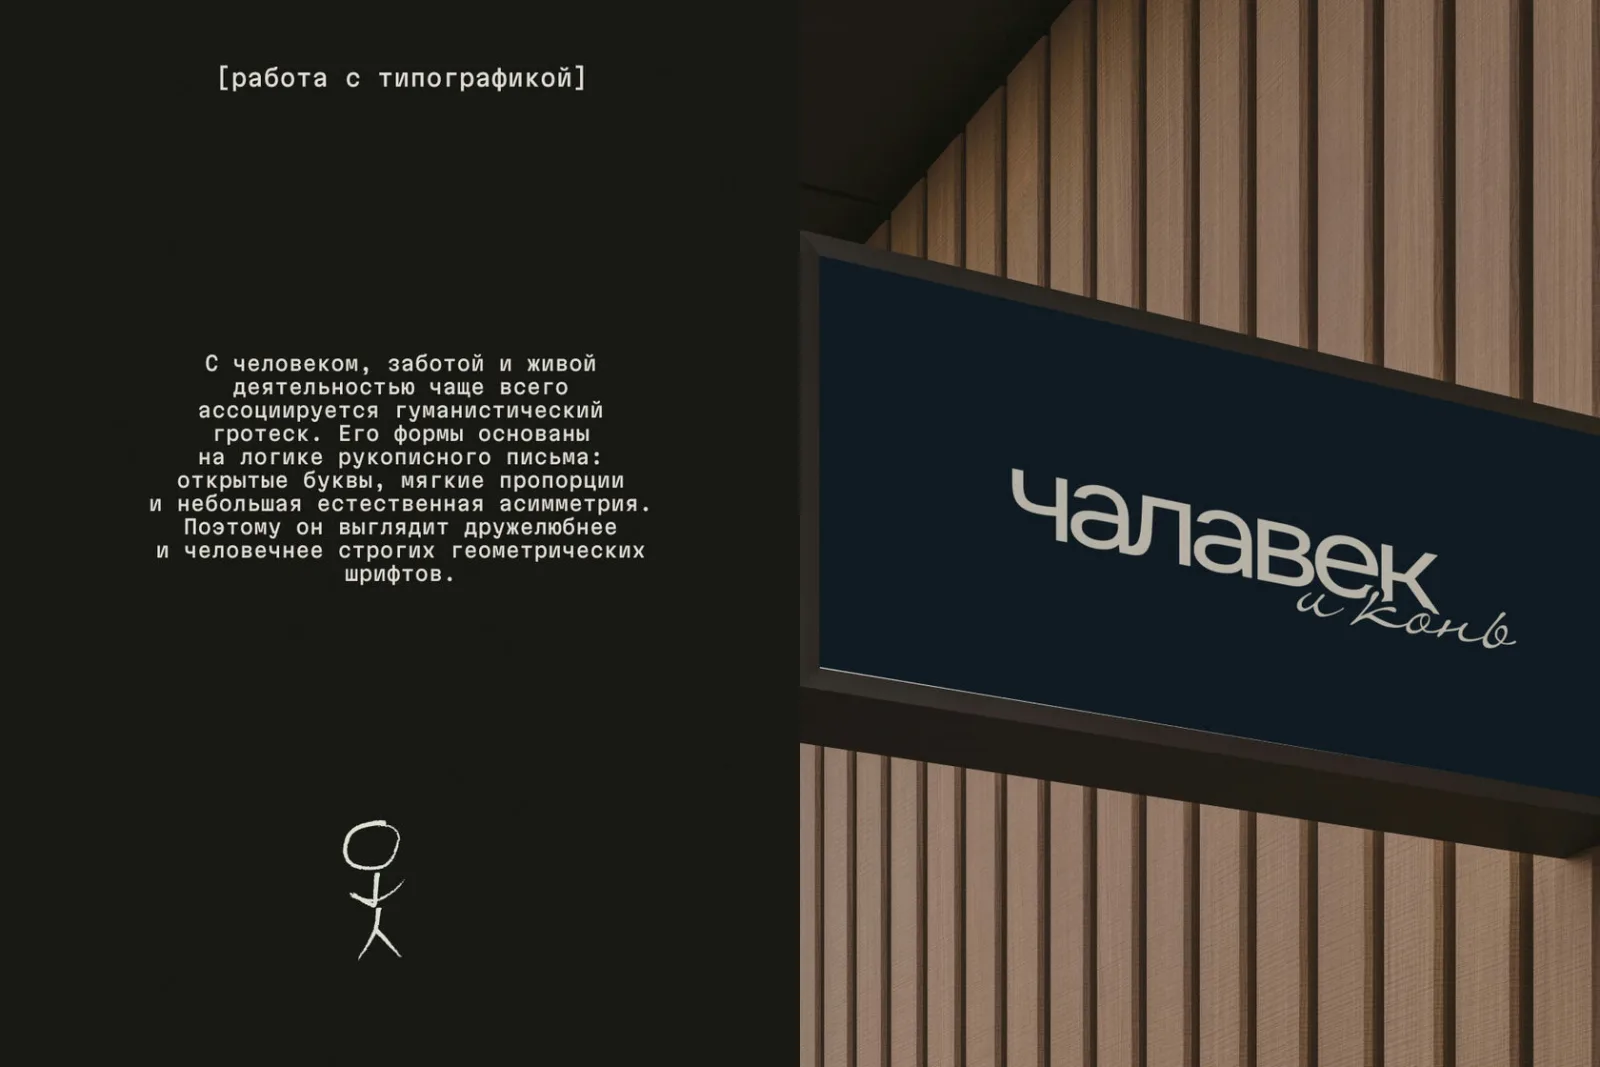 [работа с типографикой]
С человеком, заботой и живой
деятельностью чаще всего
ассоциируется гуманистический
гротеск. Его формы основаны
на логике рукописного письма:
открытые буквы, мягкие пропорции
и небольшая естественная асимметрия.
Поэтому он выглядит дружелюбнее
и человечнее строгих геометрических
шрифтов.
чалавек
и конь